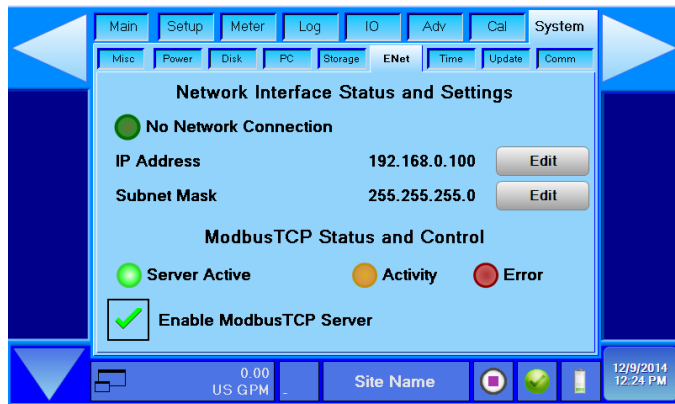 Main Setup Meter Log IO Adv Cal System
Misc Power Disk PC Storage ENet Time Update Comm
Network Interface Status and Settings
No Network Connection
IP Address 192.168.0.100 Edit
Subnet Mask 255.255.255.0 Edit
ModbusTCP Status and Control
Server Active Activity Error
Enable ModbusTCP Server
0.00
US GPM - Site Name
12/9/2014
12:24 PM